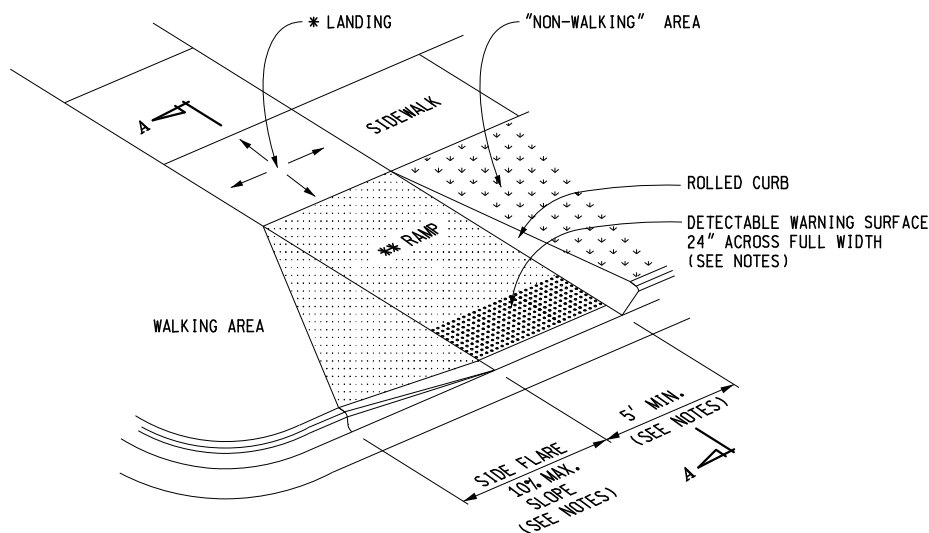 * LANDING
"NON-WALKING" AREA
A
SIDEWALK
ROLLED CURB
DETECTABLE WARNING SURFACE
24" ACROSS FULL WIDTH
(SEE NOTES)
** RAMP
WALKING AREA
5' MIN.
(SEE NOTES)
SIDE FLARE
10% MAX.
SLOPE
(SEE NOTES)
A